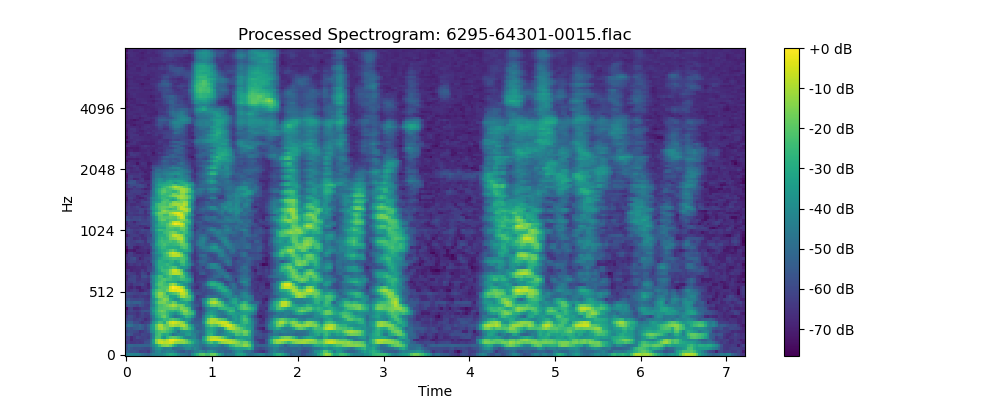 Processed Spectrogram: 6295-64301-0015.flac
Hz
4096
2048
1024
512
0
0 1 2 3 4 5 6 7
Time
+0 dB
-10 dB
-20 dB
-30 dB
-40 dB
-50 dB
-60 dB
-70 dB